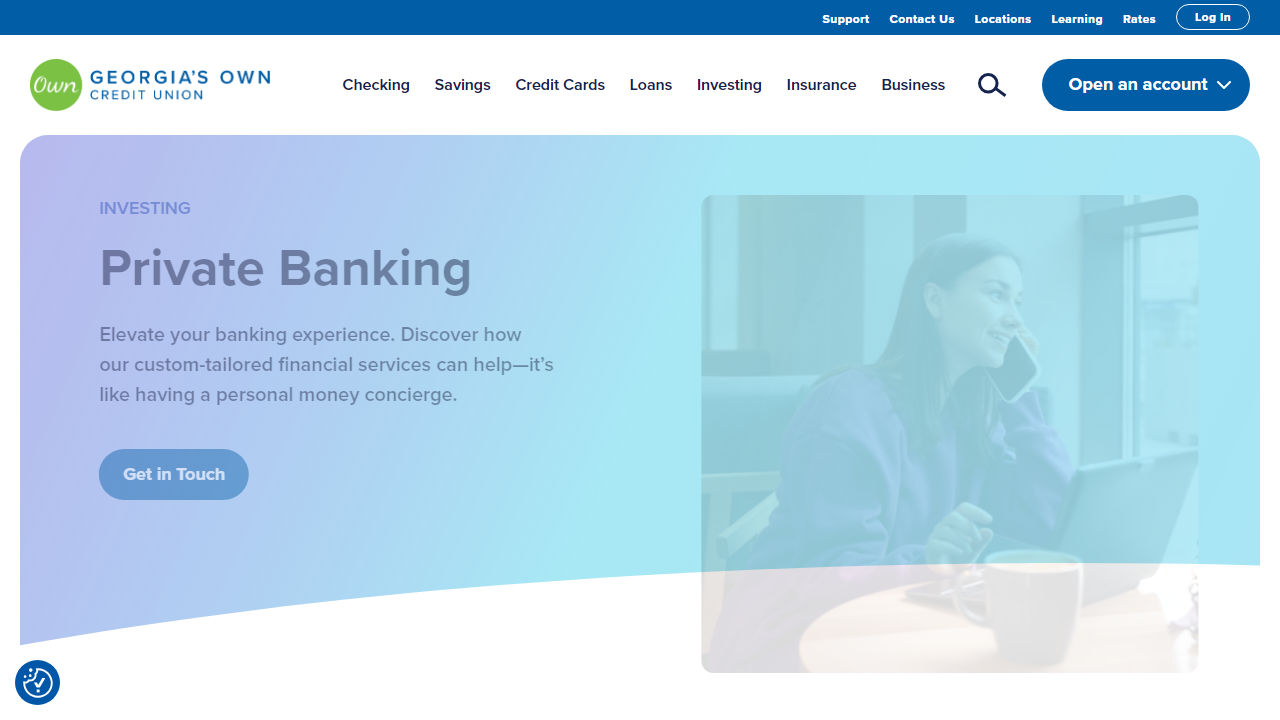 Support Contact Us Locations Learning Rates Log In
Own GEORGIA'S OWN
CREDIT UNION
Checking Savings Credit Cards Loans Investing Insurance Business Open an account
INVESTING
Private Banking
Elevate your banking experience. Discover how
our custom-tailored financial services can help—it’s
like having a personal money concierge.
Get in Touch